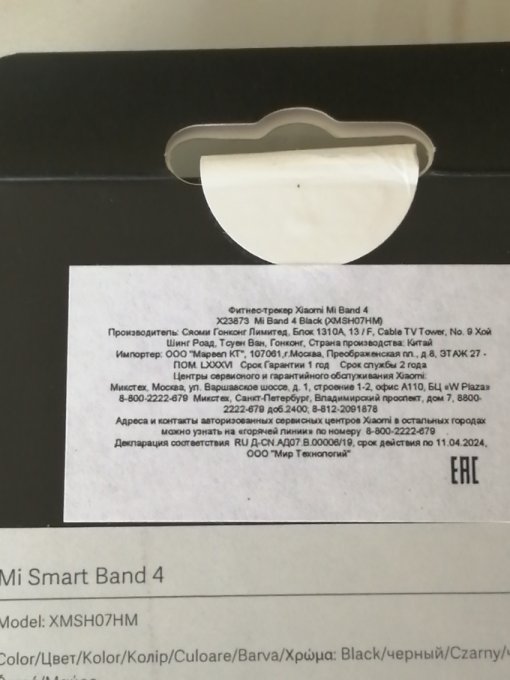 Фитнес-трекер Xiaomi Mi Band 4
X23873 Mi Band 4 Black (XMSH07HM)
Производитель: Сяоми Гонконг Лимитед, Блок 1310А, 13 / F, Cable TV Tower, No. 9 Хой
Шинг Роад, Тсуен Ван, Гонконг, Страна производства: Китай
Импортер: ООО "Марвел КТ", 107061,г.Москва, Преображенская пл., д.8, ЭТАЖ 27 -
ПОМ. LXXXVI Срок Гарантии 1 год Срок службы 2 года
Центры сервисного и гарантийного обслуживания Xiaomi:
Микстех, Москва, ул. Варшавское шоссе, д. 1, строение 1-2, офис А110, БЦ «W Plaza»
8-800-2222-679 Микстех, Санкт-Петербург, Владимирский проспект, дом 7, 8800-
2222-679 доб.2400; 8-812-2091878
Адреса и контакты авторизованных сервисных центров Xiaomi в остальных городах
можно узнать на «горячей линии» по номеру 8-800-2222-679
Декларация соответствия RU Д-CN.АД07.В.00006/19, срок действия по 11.04.2024,
ООО "Мир Технологий"
EAC
Mi Smart Band 4
Model: XMSH07HM
Color/Цвет/Kolor/Колір/Culoare/Barva/Χρώμα: Black/черный/Czarny/